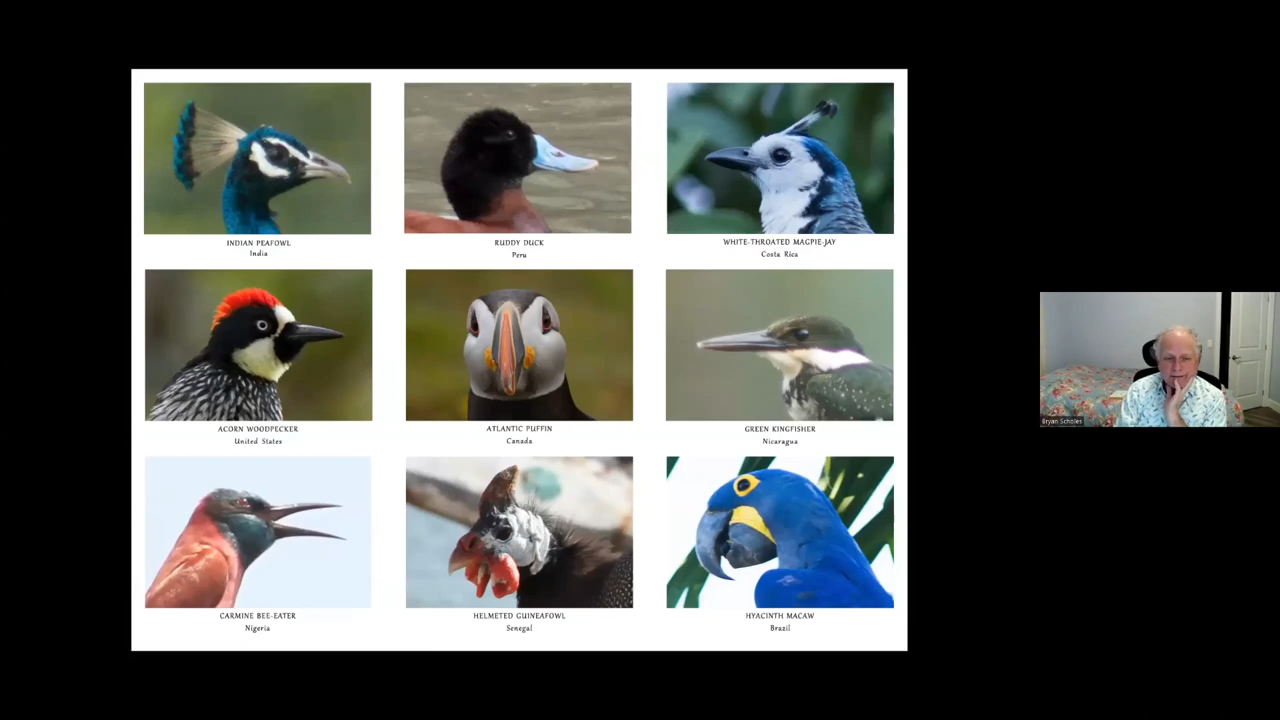 INDIAN PEAFOWL
India
RUDDY DUCK
Peru
WHITE-THROATED MAGPIE-JAY
Costa Rica
ACORN WOODPECKER
United States
ATLANTIC PUFFIN
Canada
GREEN KINGFISHER
Nicaragua
Bryan Scholes
CARMINE BEE-EATER
Nigeria
HELMETED GUINEAFOWL
Senegal
HYACINTH MACAW
Brazil